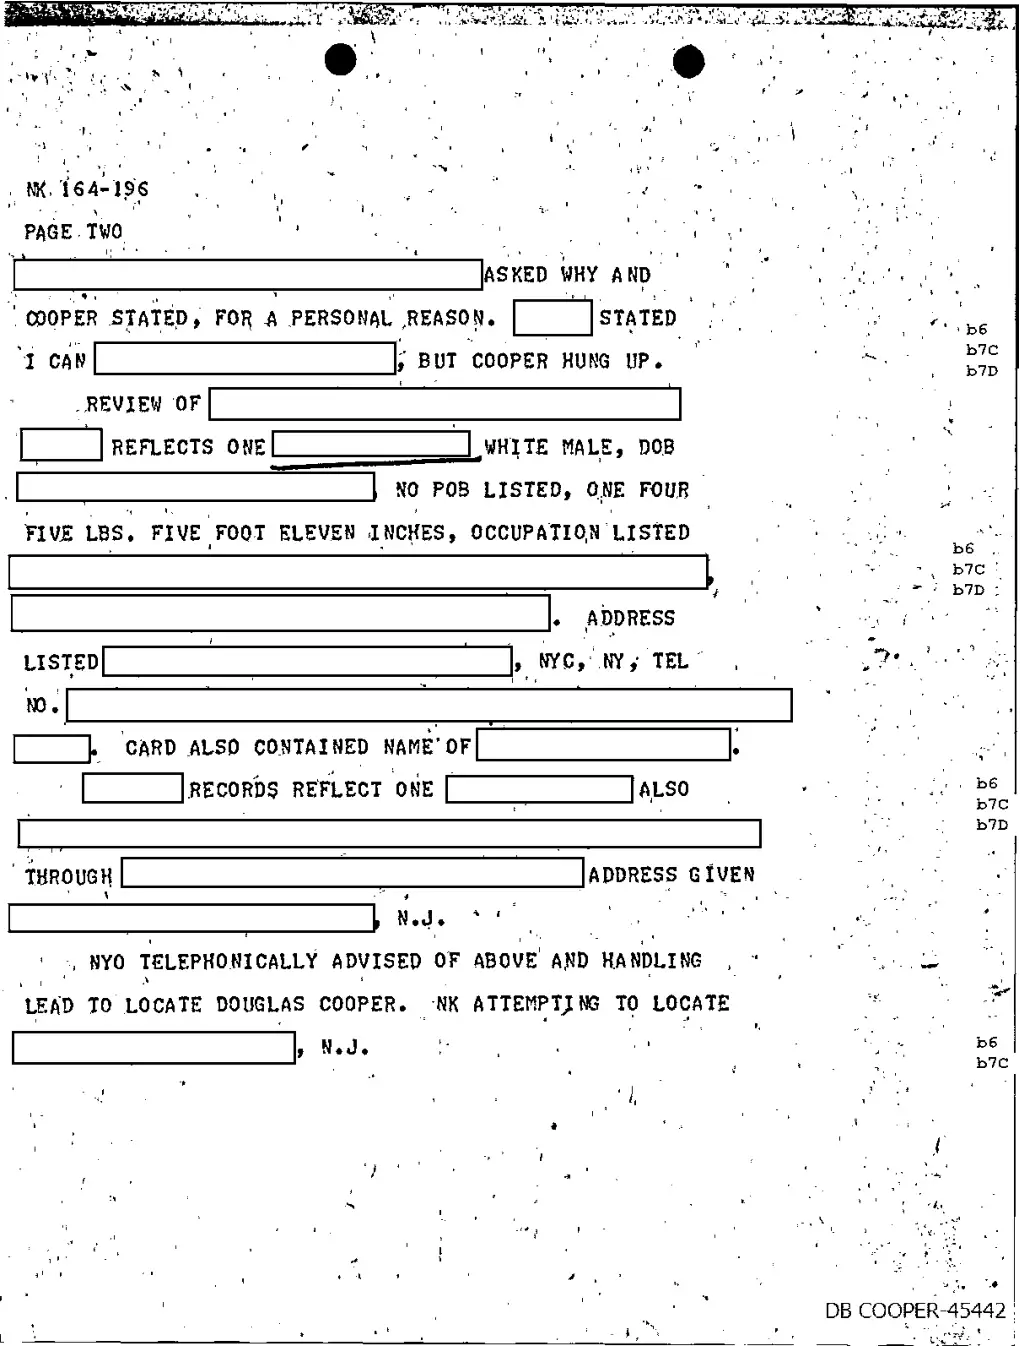 NK 164-196
PAGE TWO
ASKED WHY AND
COOPER STATED, FOR A PERSONAL REASON. STATED
b6
I CAN , BUT COOPER HUNG UP.
b7C
b7D
REVIEW OF
REFLECTS ONE WHITE MALE, DOB
NO POB LISTED, ONE FOUR
FIVE LBS. FIVE FOOT ELEVEN INCHES, OCCUPATION LISTED
b6
b7C
,
b7D
. ADDRESS
LISTED , NYC, NY, TEL
NO.
. CARD ALSO CONTAINED NAME OF .
RECORDS REFLECT ONE ALSO
b6
b7C
b7D
THROUGH ADDRESS GIVEN
, N.J.
NYO TELEPHONICALLY ADVISED OF ABOVE AND HANDLING
LEAD TO LOCATE DOUGLAS COOPER. NK ATTEMPTING TO LOCATE
, N.J.
b6
b7C
DB COOPER-45442